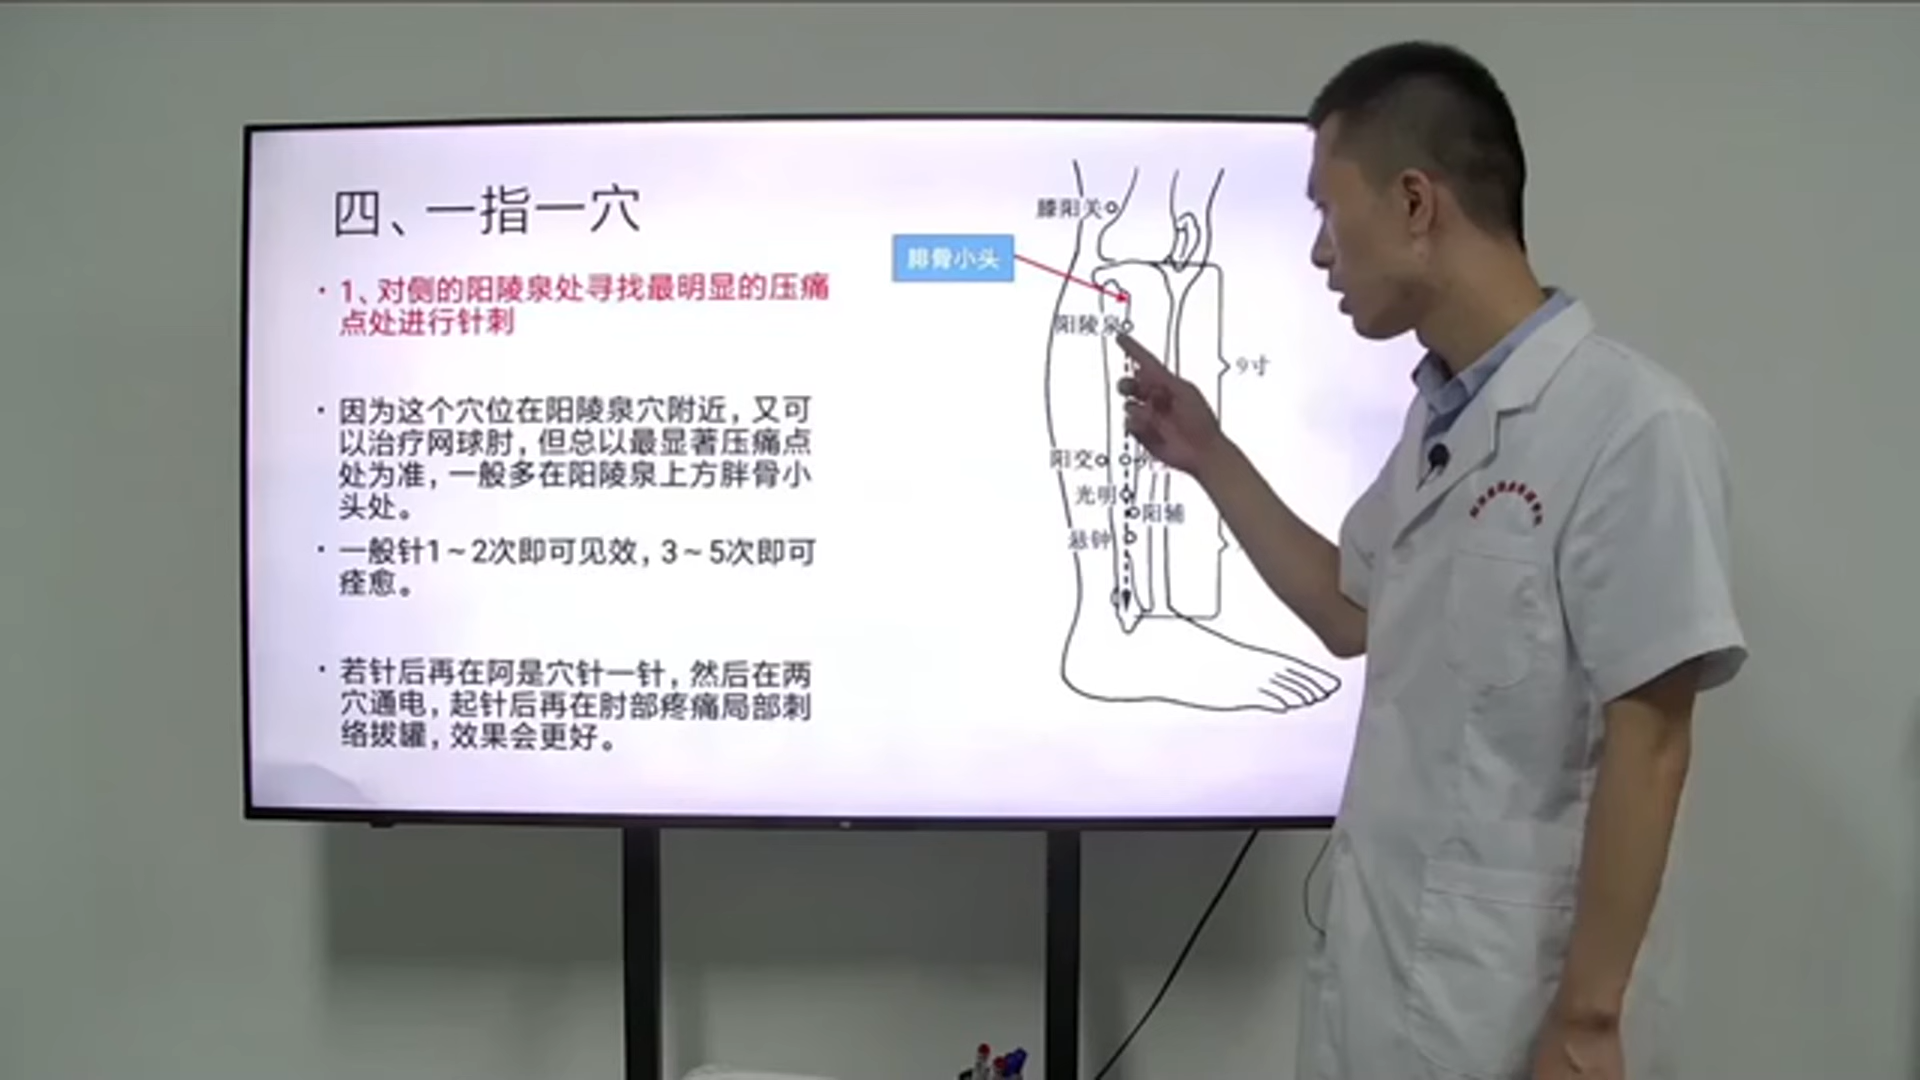 四、一指一穴
· 1、对侧的阳陵泉处寻找最明显的压痛
点处进行针刺
· 因为这个穴位在阳陵泉穴附近，又可
以治疗网球肘，但总以最显著压痛点
处为准，一般多在阳陵泉上方胖骨小
头处。
· 一般针1～2次即可见效，3～5次即可
痊愈。
· 若针后再在阿是穴针一针，然后在两
穴通电，起针后再在肘部疼痛局部刺
络拔罐，效果会更好。
膝阳关
腓骨小头
阳陵泉
9寸
阳交
光明
阳辅
悬钟